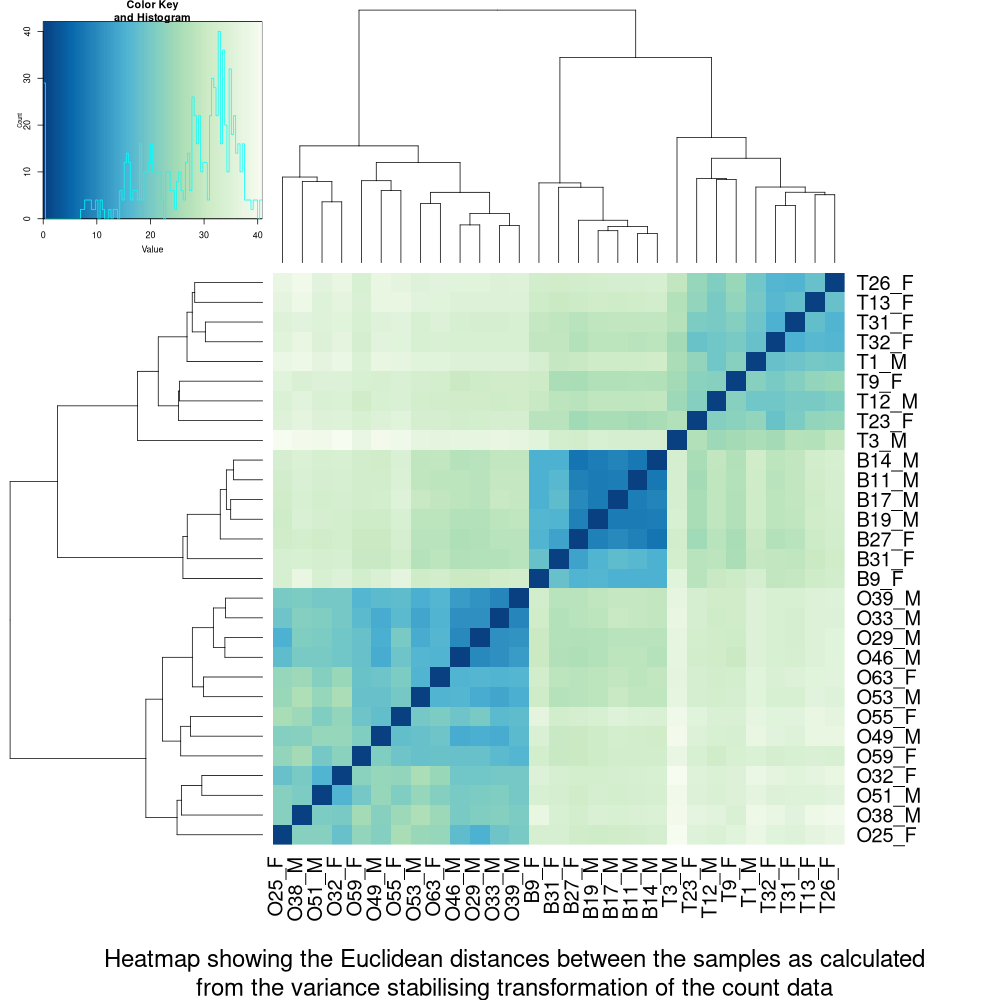 Color Key
and Histogram
Count
0
10
20
30
40
0 10 20 30 40
Value
T26_F
T13_F
T31_F
T32_F
T1_M
T9_F
T12_M
T23_F
T3_M
B14_M
B11_M
B17_M
B19_M
B27_F
B31_F
B9_F
O39_M
O33_M
O29_M
O46_M
O63_F
O53_M
O55_F
O49_M
O59_F
O32_F
O51_M
O38_M
O25_F
O25_F
O38_M
O51_M
O32_F
O59_F
O49_M
O55_F
O53_M
O63_F
O46_M
O29_M
O33_M
O39_M
B9_F
B31_F
B27_F
B19_M
B17_M
B11_M
B14_M
T3_M
T23_F
T12_M
T9_F
T1_M
T32_F
T31_F
T13_F
T26_F
Heatmap showing the Euclidean distances between the samples as calculated
from the variance stabilising transformation of the count data